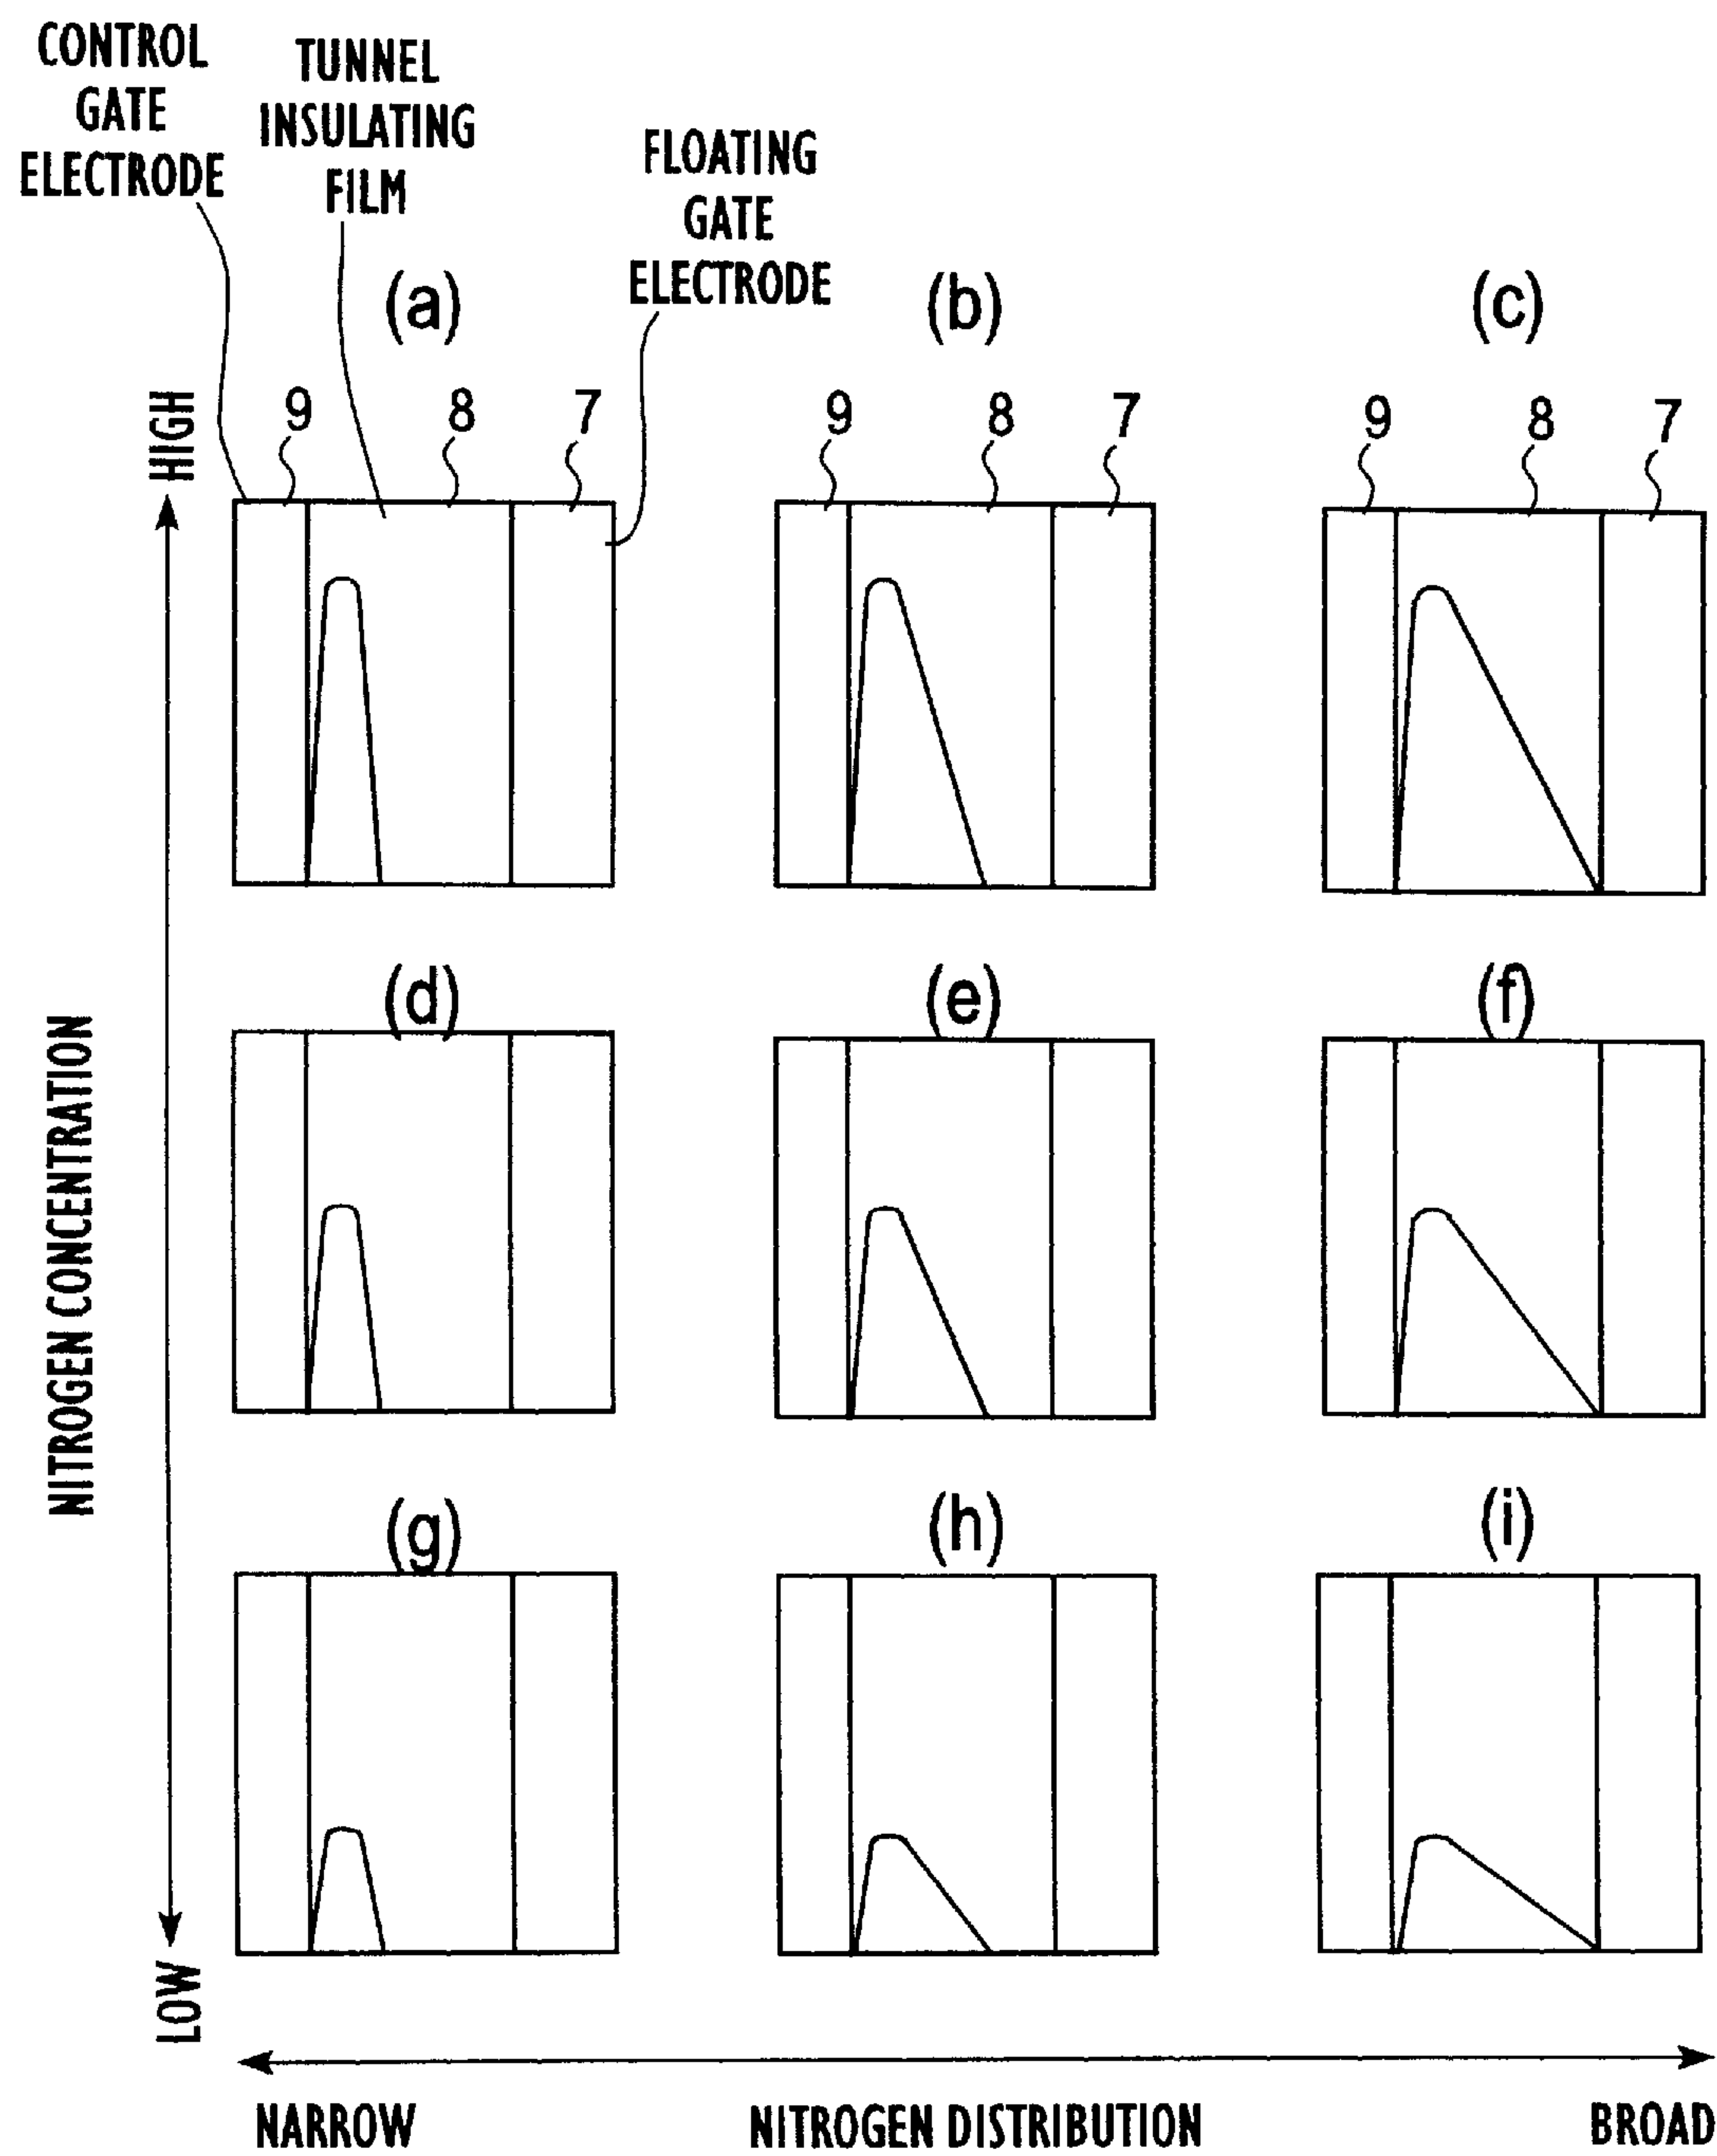 CONTROL
GATE
ELECTRODE
TUNNEL
INSULATING
FILM
FLOATING
GATE
ELECTRODE
(a)
(b)
(c)
HIGH
9
8
7
9
8
7
9
8
7
(d)
(e)
(f)
NITROGEN CONCENTRATION
(g)
(h)
(i)
LOW
NARROW
NITROGEN DISTRIBUTION
BROAD